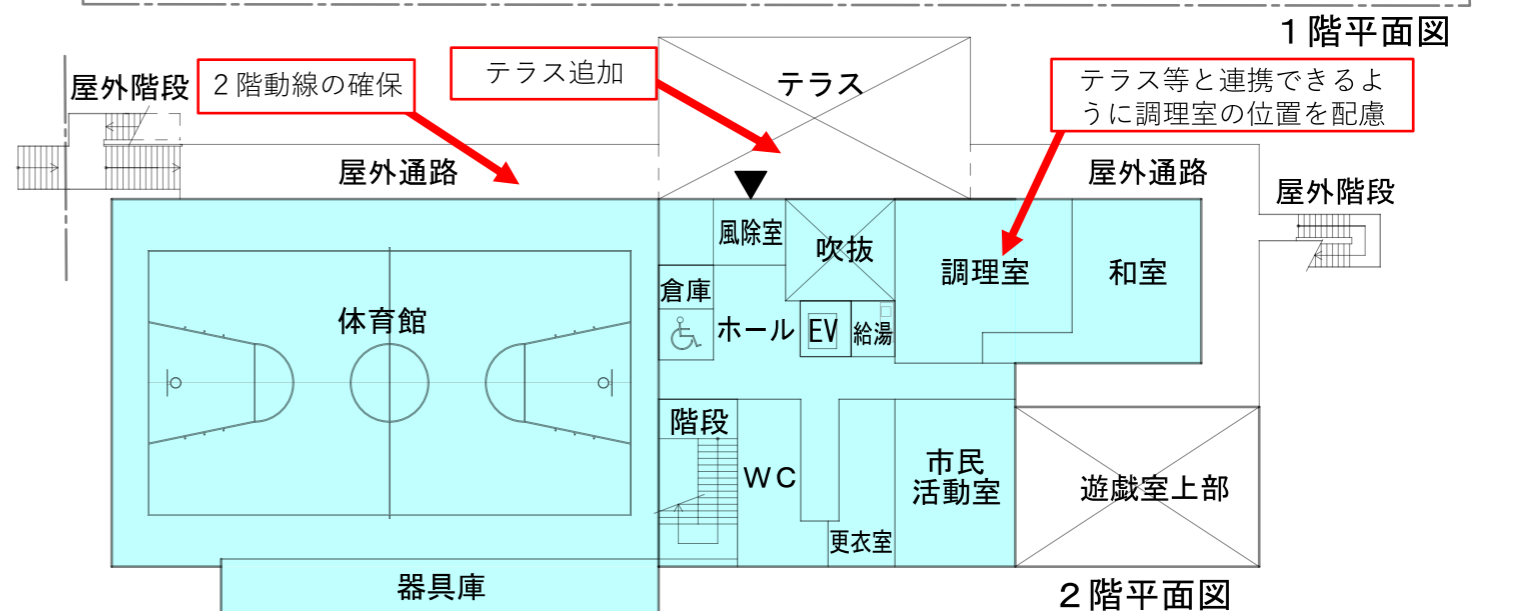 １階平面図
屋外階段
２階動線の確保
テラス追加
テラス
テラス等と連携できるよ
うに調理室の位置を配慮
屋外通路
屋外通路
屋外階段
風除室
吹抜
調理室
和室
倉庫
体育館
ホール
EV
給湯
階段
ＷＣ
市民
活動室
遊戯室上部
更衣室
器具庫
２階平面図